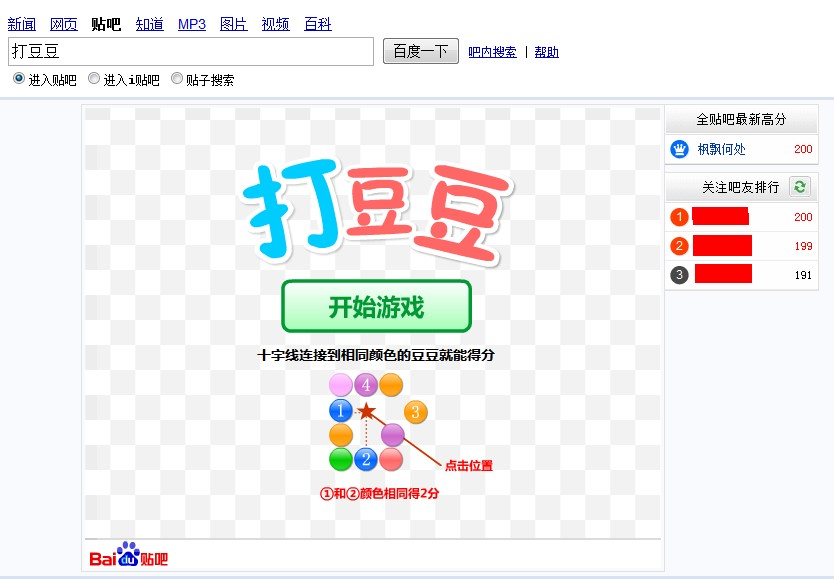 新闻 网页 贴吧 知道 MP3 图片 视频 百科
打豆豆 百度一下 吧内搜索 | 帮助
进入贴吧 进入i贴吧 贴子搜索
打豆豆
开始游戏
十字线连接到相同颜色的豆豆就能得分
4
1 3
2
点击位置
①和②颜色相同得2分
Bai du 贴吧
全贴吧最新高分
枫飘何处 200
关注吧友排行
1 200
2 199
3 191